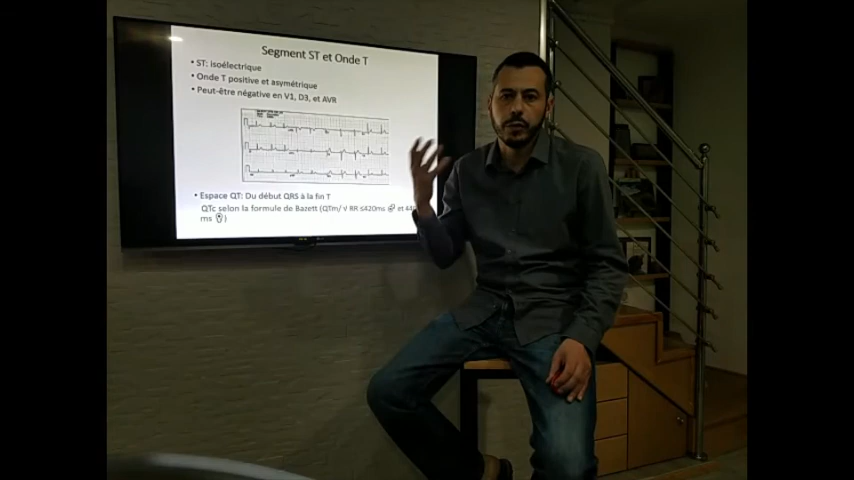 Segment ST et Onde T
• ST: isoélectrique
• Onde T positive et asymétrique
• Peut-être négative en V1, D3, et AVR
• Espace QT: Du début QRS à la fin T
QTc selon la formule de Bazett (QTm/ √ RR ≤420ms et
ms )